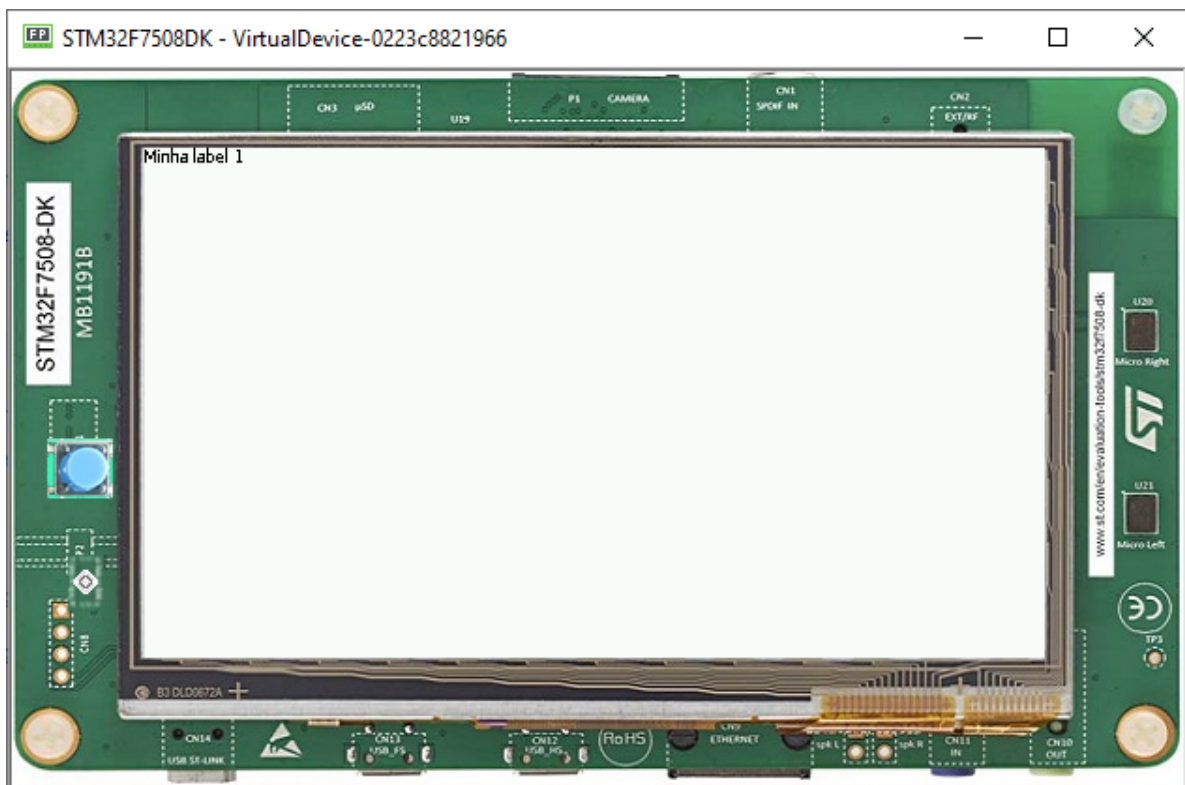 STM32F7508DK - VirtualDevice-0223c8821966
CN3 µSD
U19
P1 CAMERA
CN1
SPDIF IN
CN2
EXT/RF
Minha label 1
STM32F7508-DK
MB1191B
www.st.com/en/evaluation-tools/stm32f7508-dk
U20
Micro Right
U21
Micro Left
P2
CN8
TP3
B3 DLD0672A
CN14
USB ST-LINK
CN13
USB_FS
CN12
USB_HS
RoHS
CN9
ETHERNET
spk L
spk R
CN11
IN
CN10
OUT